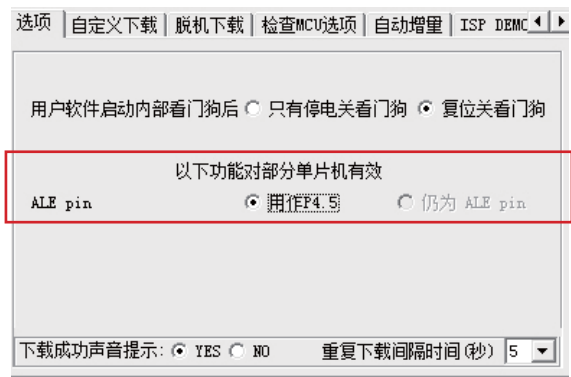 选项 自定义下载 脱机下载 检查MCU选项 自动增量 ISP DEMO
用户软件启动内部看门狗后 只有停电关看门狗 复位关看门狗
以下功能对部分单片机有效
ALE pin 用作P4.5 仍为 ALE pin
下载成功声音提示: YES NO 重复下载间隔时间(秒) 5